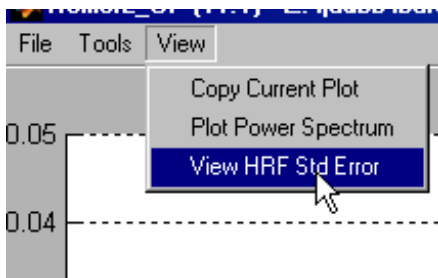 File Tools View
Copy Current Plot
Plot Power Spectrum
View HRF Std Error
0.05
0.04